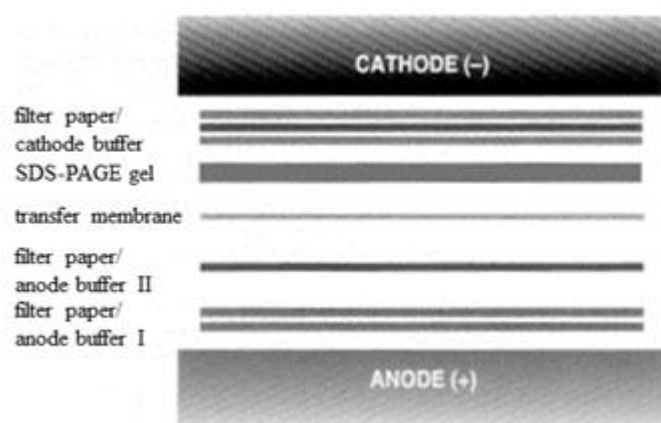 CATHODE (–)
filter paper/
cathode buffer
SDS-PAGE gel
transfer membrane
filter paper/
anode buffer II
filter paper/
anode buffer I
ANODE (+)